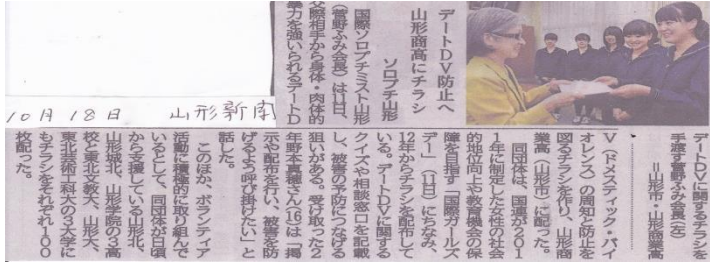 デートDV防止へ
山形商高にチラシ
ソロプチ山形
国際ソロプチミスト山形
(菅野ふみ会長)は11日、
交際相手から身体・肉体的
暴力を強いられるデートD
V(ドメスティック・バイ
オレンス)の周知と防止を
図るチラシを作り、山形商
業高(山形市)に配った。
同団体は、国連が201
1年に制定した女性の社会
的地位向上や教育機会の保
障を目指す「国際ガールズ
デー」(11日)にちなみ、
12年からチラシを配布して
いる。デートDVに関する
クイズや相談窓口を記載
し、被害の予防につなげる
狙いがある。受け取った2
年野本真穂さん(16)は「掲
示や配布を行い、被害を防
げるよう呼び掛けたい」と
話した。
このほか、ボランティア
活動に積極的に取り組んで
いるとして、同団体が日頃
から支援している山形北、
山形城北、山形学院の3高
校と東北文教大、山形大、
東北芸術工科大の3大学に
もチラシをそれぞれ100
枚配った。
デートDVに関するチラシを
手渡す菅野ふみ会長(左)
=山形市・山形商業高
10月18日 山形新聞